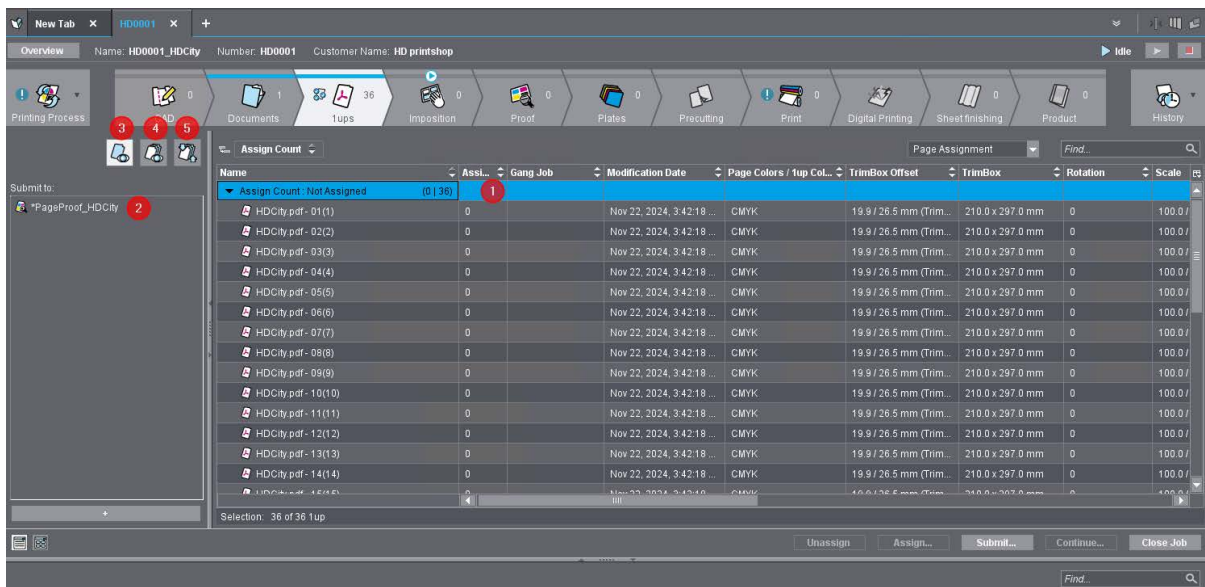 New Tab × HD0001 × +
Overview Name: HD0001_HDCity Number: HD0001 Customer Name: HD printshop Idle
Printing Process 0 Documents 1 1ups 36 Imposition 0 Proof 0 Plates 0 Precutting Print 0 Digital Printing Sheet finishing 0 Product 0 History
3 4 5
Assign Count Page Assignment Find...
Name Assi... Gang Job Modification Date Page Colors / 1up Col... TrimBox Offset TrimBox Rotation Scale
Submit to:
*PageProof_HDCity 2
Assign Count : Not Assigned (0 | 36) 1
HDCity.pdf - 01(1) 0 Nov 22, 2024, 3:42:18 ... CMYK 19.9 / 26.5 mm (Trim... 210.0 x 297.0 mm 0 100.0 /
HDCity.pdf - 02(2) 0 Nov 22, 2024, 3:42:18 ... CMYK 19.9 / 26.5 mm (Trim... 210.0 x 297.0 mm 0 100.0 /
HDCity.pdf - 03(3) 0 Nov 22, 2024, 3:42:18 ... CMYK 19.9 / 26.5 mm (Trim... 210.0 x 297.0 mm 0 100.0 /
HDCity.pdf - 04(4) 0 Nov 22, 2024, 3:42:18 ... CMYK 19.9 / 26.5 mm (Trim... 210.0 x 297.0 mm 0 100.0 /
HDCity.pdf - 05(5) 0 Nov 22, 2024, 3:42:18 ... CMYK 19.9 / 26.5 mm (Trim... 210.0 x 297.0 mm 0 100.0 /
HDCity.pdf - 06(6) 0 Nov 22, 2024, 3:42:18 ... CMYK 19.9 / 26.5 mm (Trim... 210.0 x 297.0 mm 0 100.0 /
HDCity.pdf - 07(7) 0 Nov 22, 2024, 3:42:18 ... CMYK 19.9 / 26.5 mm (Trim... 210.0 x 297.0 mm 0 100.0 /
HDCity.pdf - 08(8) 0 Nov 22, 2024, 3:42:18 ... CMYK 19.9 / 26.5 mm (Trim... 210.0 x 297.0 mm 0 100.0 /
HDCity.pdf - 09(9) 0 Nov 22, 2024, 3:42:18 ... CMYK 19.9 / 26.5 mm (Trim... 210.0 x 297.0 mm 0 100.0 /
HDCity.pdf - 10(10) 0 Nov 22, 2024, 3:42:18 ... CMYK 19.9 / 26.5 mm (Trim... 210.0 x 297.0 mm 0 100.0 /
HDCity.pdf - 11(11) 0 Nov 22, 2024, 3:42:18 ... CMYK 19.9 / 26.5 mm (Trim... 210.0 x 297.0 mm 0 100.0 /
HDCity.pdf - 12(12) 0 Nov 22, 2024, 3:42:18 ... CMYK 19.9 / 26.5 mm (Trim... 210.0 x 297.0 mm 0 100.0 /
HDCity.pdf - 13(13) 0 Nov 22, 2024, 3:42:18 ... CMYK 19.9 / 26.5 mm (Trim... 210.0 x 297.0 mm 0 100.0 /
HDCity.pdf - 14(14) 0 Nov 22, 2024, 3:42:18 ... CMYK 19.9 / 26.5 mm (Trim... 210.0 x 297.0 mm 0 100.0 /
+ Selection: 36 of 36 1up
Unassign Assign... Submit... Continue... Close Job
Find...